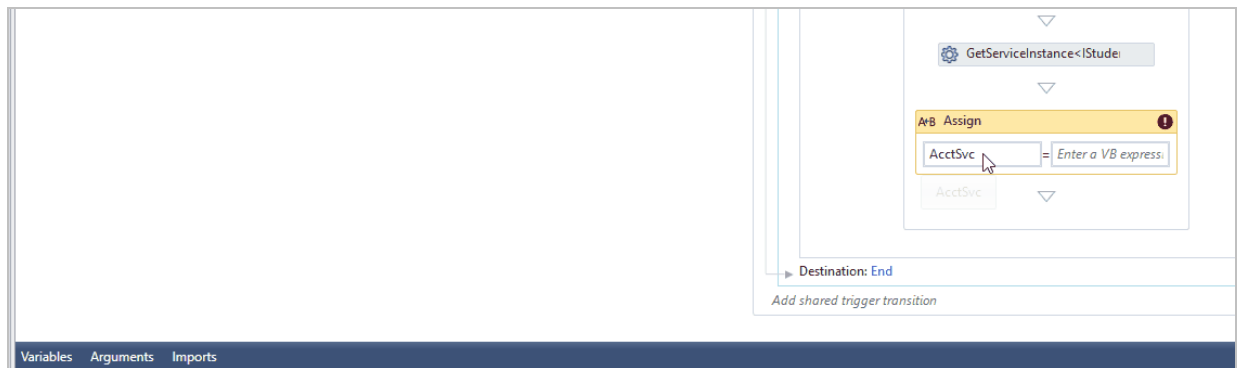 GetServiceInstance<IStude
A+B Assign
AcctSvc = Enter a VB express
AcctSvc
Destination: End
Add shared trigger transition
Variables Arguments Imports